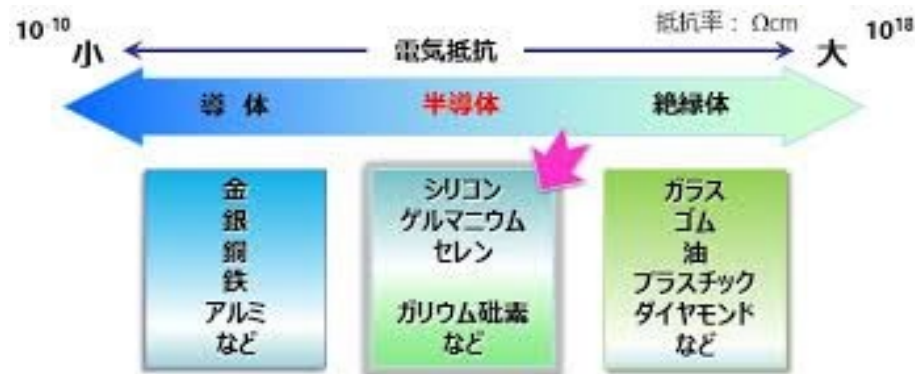 抵抗率： Ωcm
10-10 小 電気抵抗 大 1018
導 体 半導体 絶縁体
金
銀
銅
鉄
アルミ
など
シリコン
ゲルマニウム
セレン
ガリウム砒素
など
ガラス
ゴム
油
プラスチック
ダイヤモンド
など